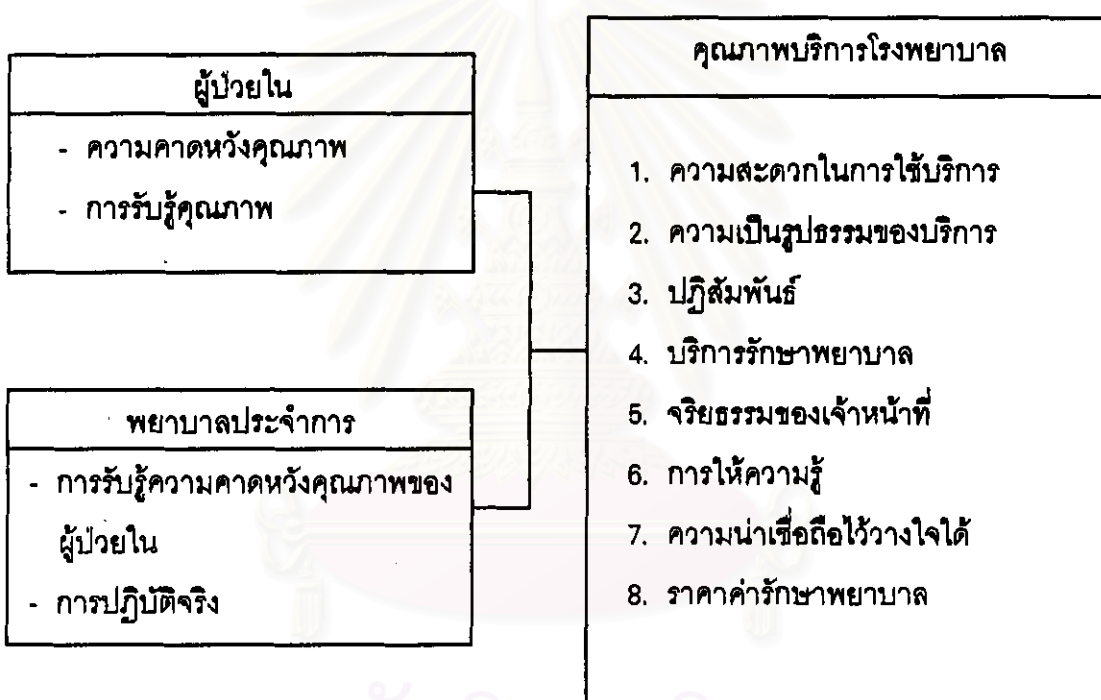 ผู้ป่วยใน
- ความคาดหวังคุณภาพ
- การรับรู้คุณภาพ
พยาบาลประจำการ
- การรับรู้ความคาดหวังคุณภาพของ
ผู้ป่วยใน
- การปฏิบัติจริง
คุณภาพบริการโรงพยาบาล
1. ความสะดวกในการใช้บริการ
2. ความเป็นรูปธรรมของบริการ
3. ปฏิสัมพันธ์
4. บริการรักษาพยาบาล
5. จริยธรรมของเจ้าหน้าที่
6. การให้ความรู้
7. ความน่าเชื่อถือไว้วางใจได้
8. ราคาค่ารักษาพยาบาล